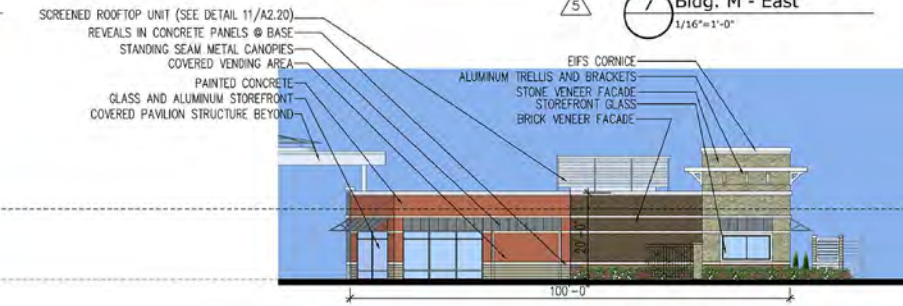 SCREENED ROOFTOP UNIT (SEE DETAIL 11/A2.20)
REVEALS IN CONCRETE PANELS @ BASE
STANDING SEAM METAL CANOPIES
COVERED VENDING AREA
PAINTED CONCRETE
GLASS AND ALUMINUM STOREFRONT
COVERED PAVILION STRUCTURE BEYOND
5
7
Bldg. M - East
1/16"=1'-0"
EIFS CORNICE
ALUMINUM TRELLIS AND BRACKETS
STONE VENEER FACADE
STOREFRONT GLASS
BRICK VENEER FACADE
20'-0"
100'-0"